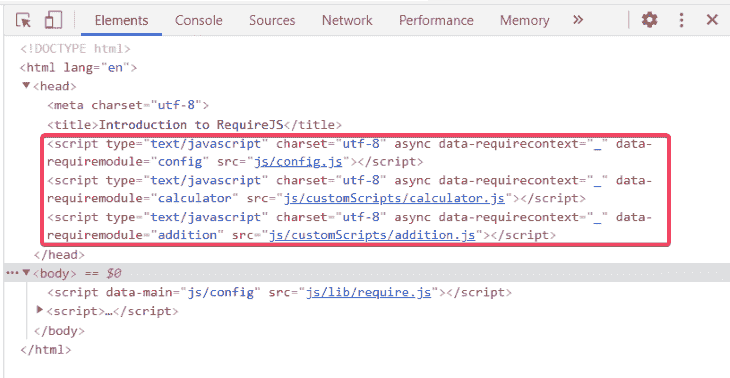 Elements Console Sources Network Performance Memory »
<!DOCTYPE html>
<html lang="en">
▼<head>
<meta charset="utf-8">
<title>Introduction to RequireJS</title>
<script type="text/javascript" charset="utf-8" async data-requirecontext="_" data-
requiremodule="config" src="js/config.js"></script>
<script type="text/javascript" charset="utf-8" async data-requirecontext="_" data-
requiremodule="calculator" src="js/customScripts/calculator.js"></script>
<script type="text/javascript" charset="utf-8" async data-requirecontext="_" data-
requiremodule="addition" src="js/customScripts/addition.js"></script>
</head>
…▼<body> == $0
<script data-main="js/config" src="js/lib/require.js"></script>
▶<script>…</script>
</body>
</html>